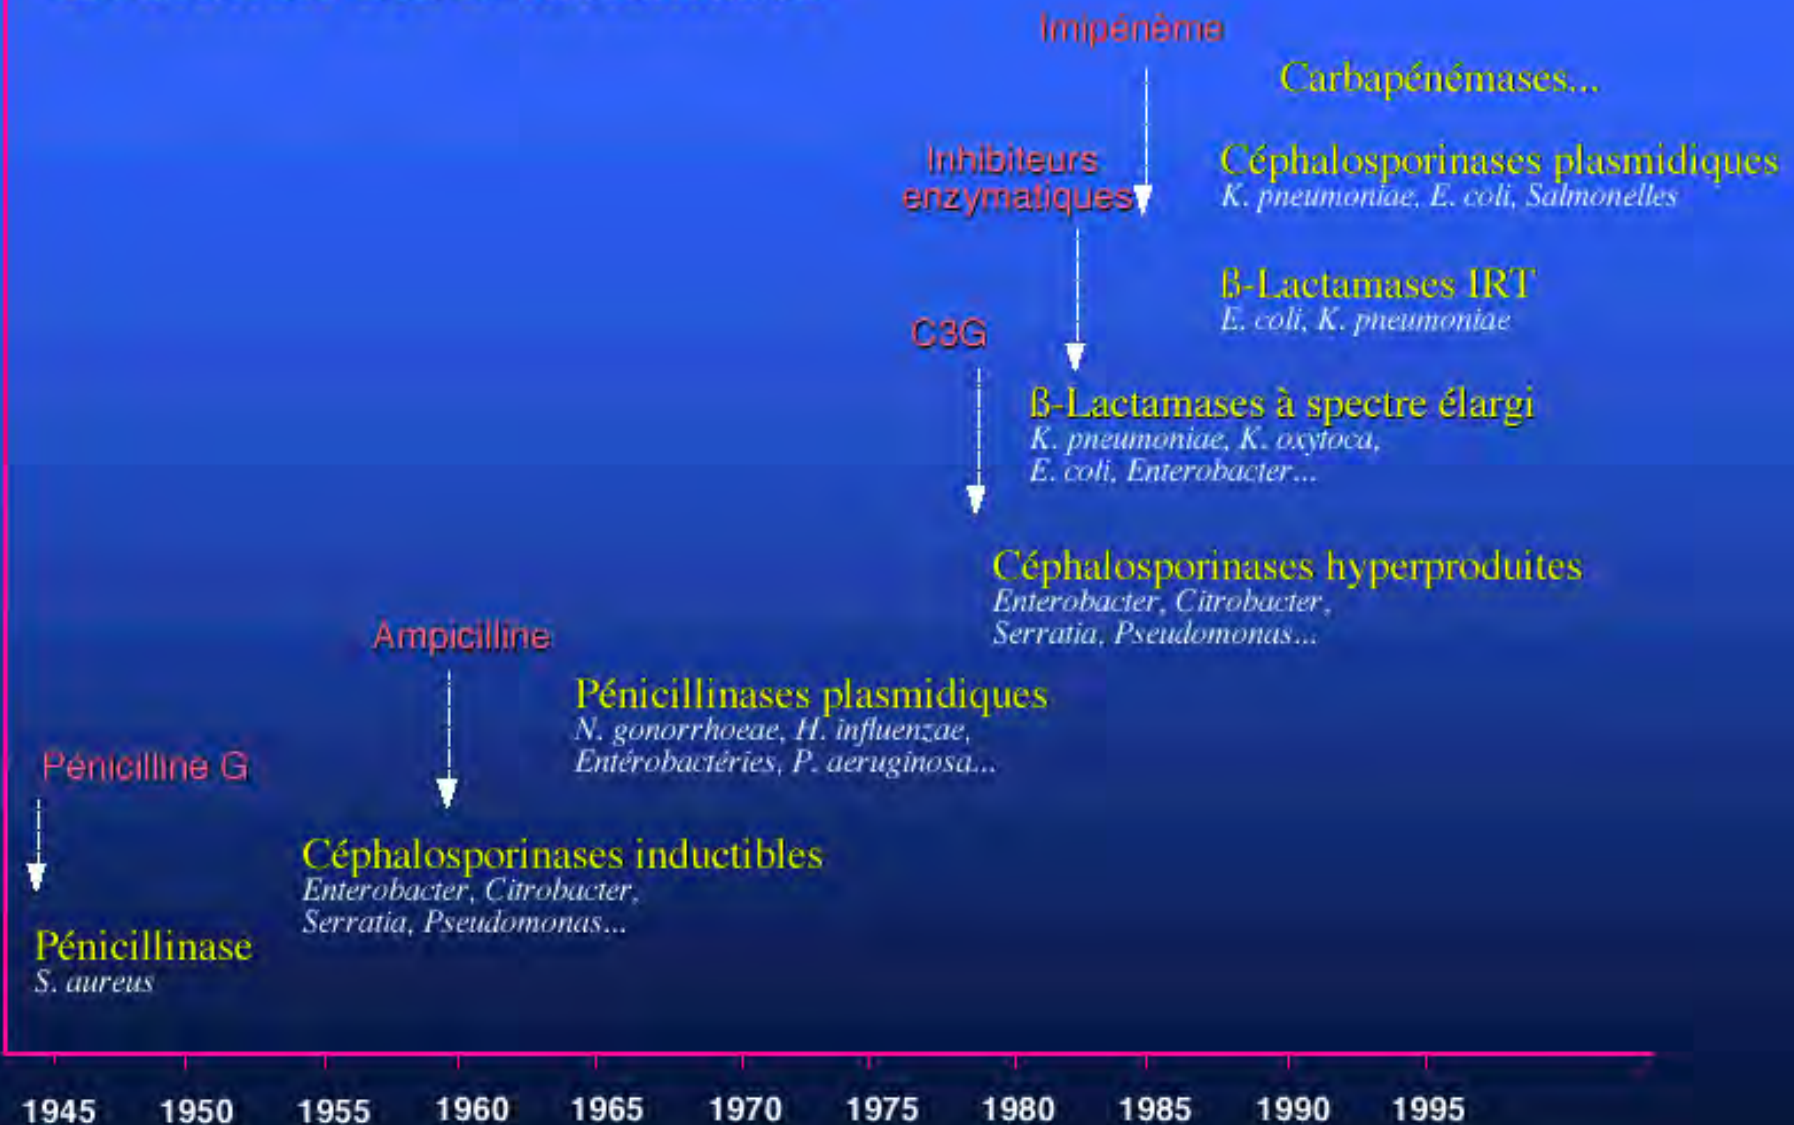 Imipénème
Carbapénémases...
Inhibiteurs
enzymatiques
Céphalosporinases plasmidiques
K. pneumoniae, E. coli, Salmonelles
ß-Lactamases IRT
E. coli, K. pneumoniae
C3G
ß-Lactamases à spectre élargi
K. pneumoniae, K. oxytoca,
E. coli, Enterobacter...
Céphalosporinases hyperproduites
Enterobacter, Citrobacter,
Serratia, Pseudomonas...
Ampicilline
Pénicillinases plasmidiques
N. gonorrhoeae, H. influenzae,
Entérobactéries, P. aeruginosa...
Pénicilline G
Céphalosporinases inductibles
Enterobacter, Citrobacter,
Serratia, Pseudomonas...
Pénicillinase
S. aureus
1945 1950 1955 1960 1965 1970 1975 1980 1985 1990 1995